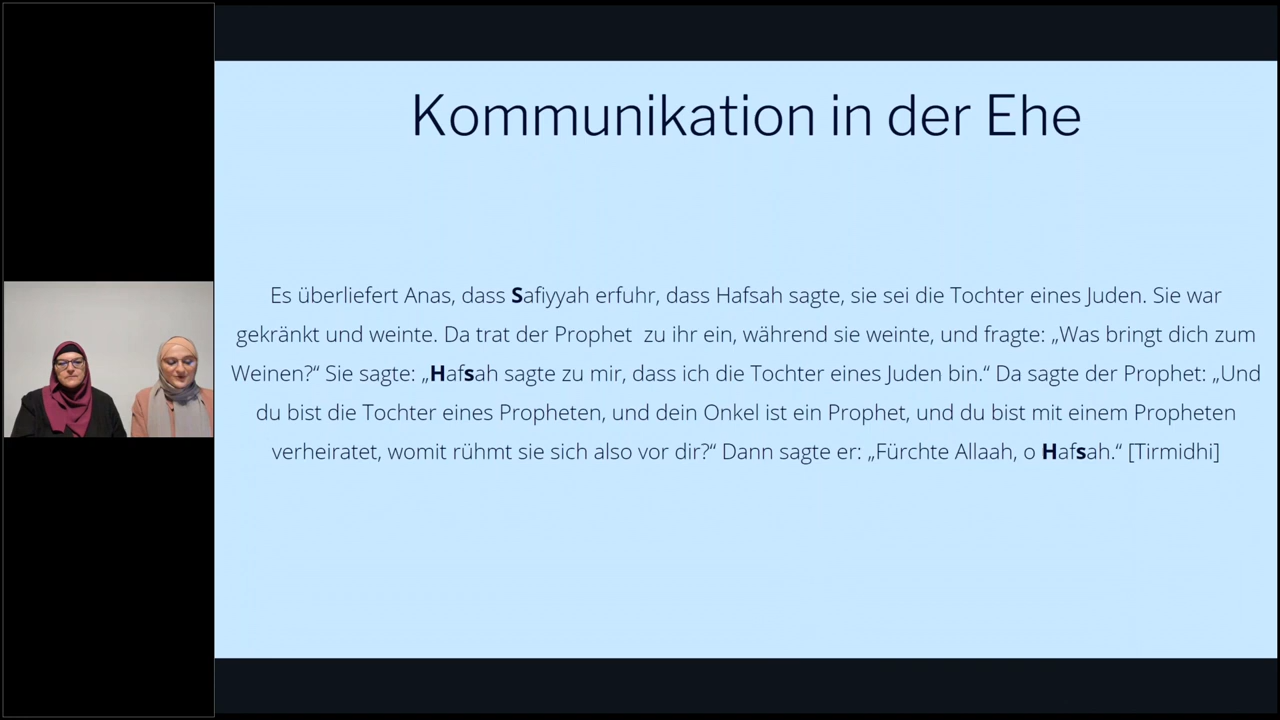 Kommunikation in der Ehe
Es überliefert Anas, dass Safiyyah erfuhr, dass Hafsah sagte, sie sei die Tochter eines Juden. Sie war
gekränkt und weinte. Da trat der Prophet  zu ihr ein, während sie weinte, und fragte: „Was bringt dich zum
Weinen?“ Sie sagte: „Hafsah sagte zu mir, dass ich die Tochter eines Juden bin.“ Da sagte der Prophet: „Und
du bist die Tochter eines Propheten, und dein Onkel ist ein Prophet, und du bist mit einem Propheten
verheiratet, womit rühmt sie sich also vor dir?“ Dann sagte er: „Fürchte Allaah, o Hafsah.“ [Tirmidhi]